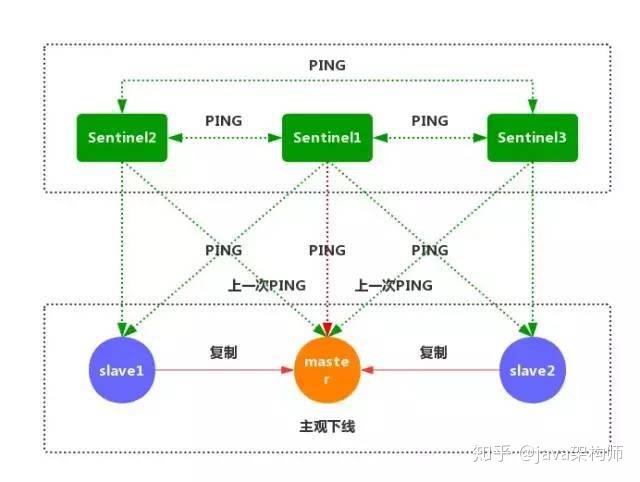 PING
PING
PING
Sentinel2
Sentinel1
Sentinel3
PING
PING
PING
上一次PING
上一次PING
复制
复制
slave1
maste
r
slave2
主观下线
知乎 @java架构师